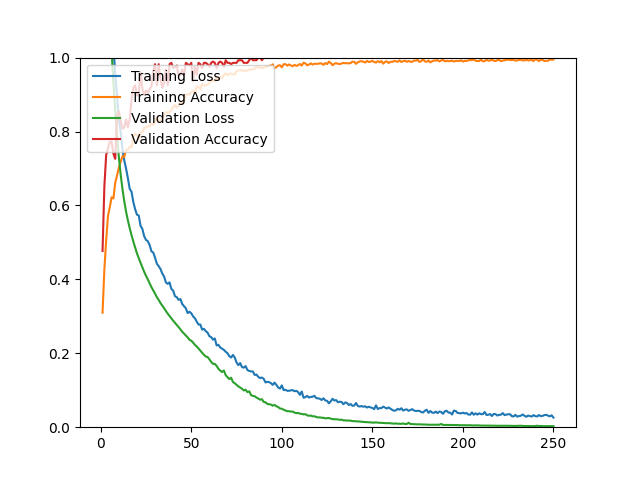 1.0
0.8
0.6
0.4
0.2
0.0
Training Loss
Training Accuracy
Validation Loss
Validation Accuracy
0 50 100 150 200 250